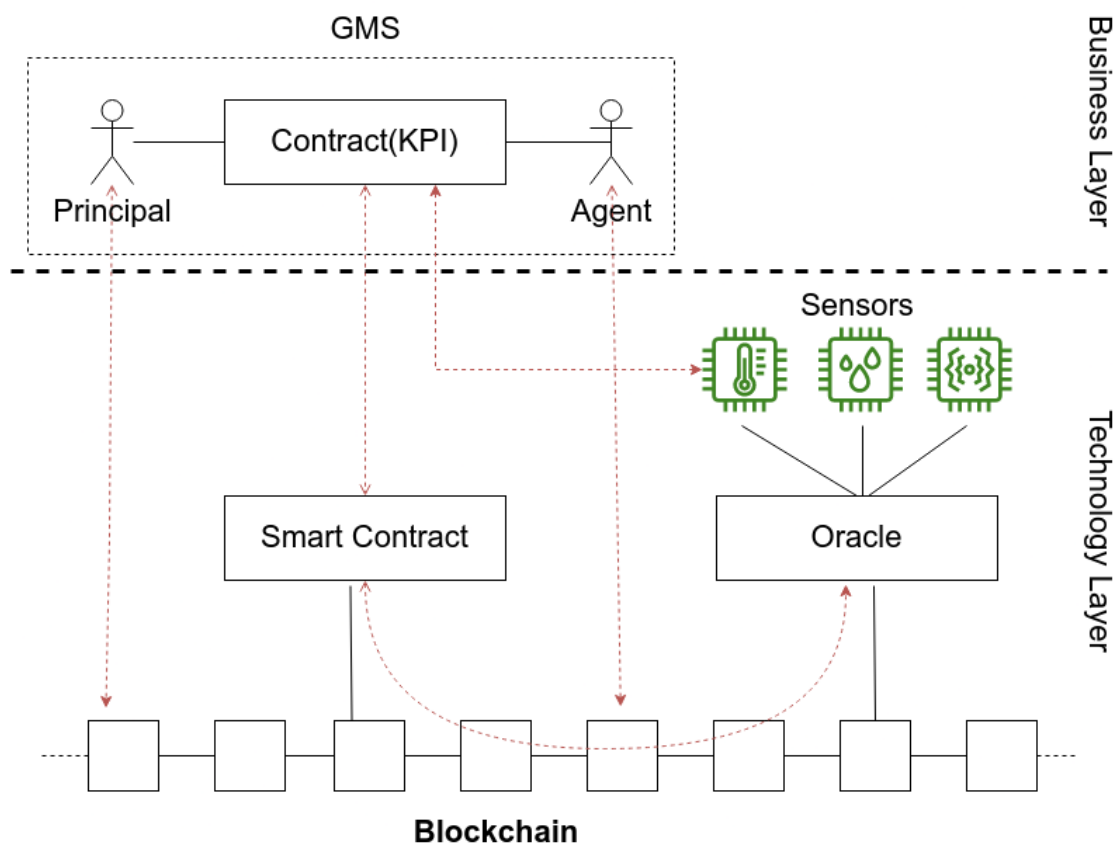 GMS
Business Layer
Contract(KPI)
Principal
Agent
Sensors
Technology Layer
Smart Contract
Oracle
Blockchain